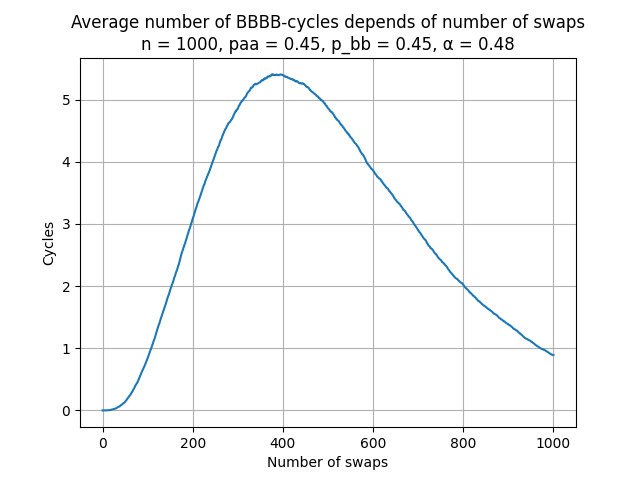 Average number of BBBB-cycles depends of number of swaps
n = 1000, paa = 0.45, p_bb = 0.45, α = 0.48
Cycles
5
4
3
2
1
0
0 200 400 600 800 1000
Number of swaps